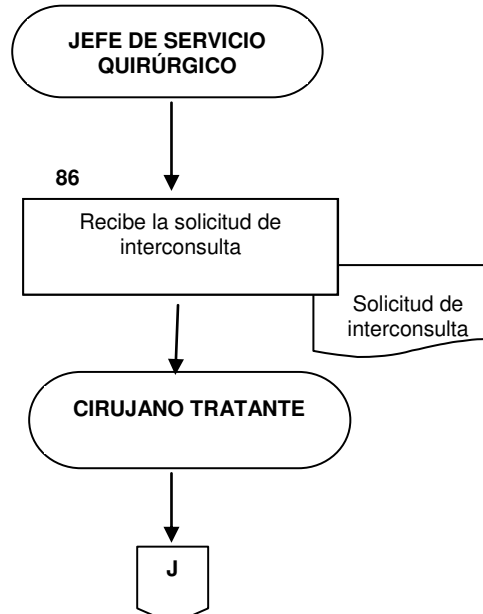 JEFE DE SERVICIO
QUIRÚRGICO
86
Recibe la solicitud de
interconsulta
Solicitud de
interconsulta
CIRUJANO TRATANTE
J